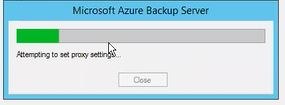 Microsoft Azure Backup Server
Attempting to set proxy settings...
Close